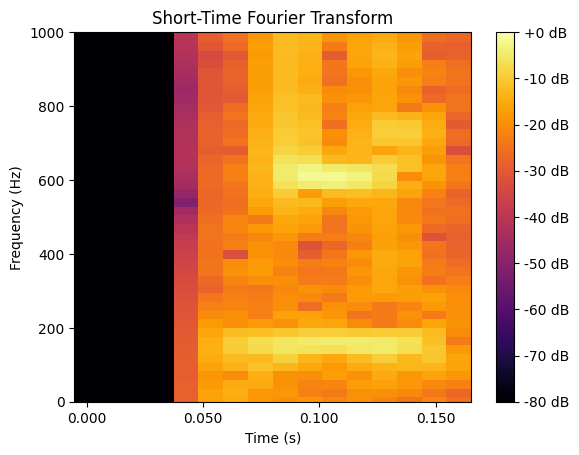 Short-Time Fourier Transform
1000
800
600
400
200
0
Frequency (Hz)
0.000
0.050
0.100
0.150
Time (s)
+0 dB
-10 dB
-20 dB
-30 dB
-40 dB
-50 dB
-60 dB
-70 dB
-80 dB